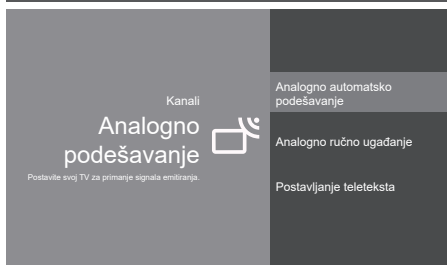 Kanali
Analogno
podešavanje
Postavite svoj TV za primanje signala emitiranja.
Analogno automatsko
podešavanje
Analogno ručno ugađanje
Postavljanje teleteksta